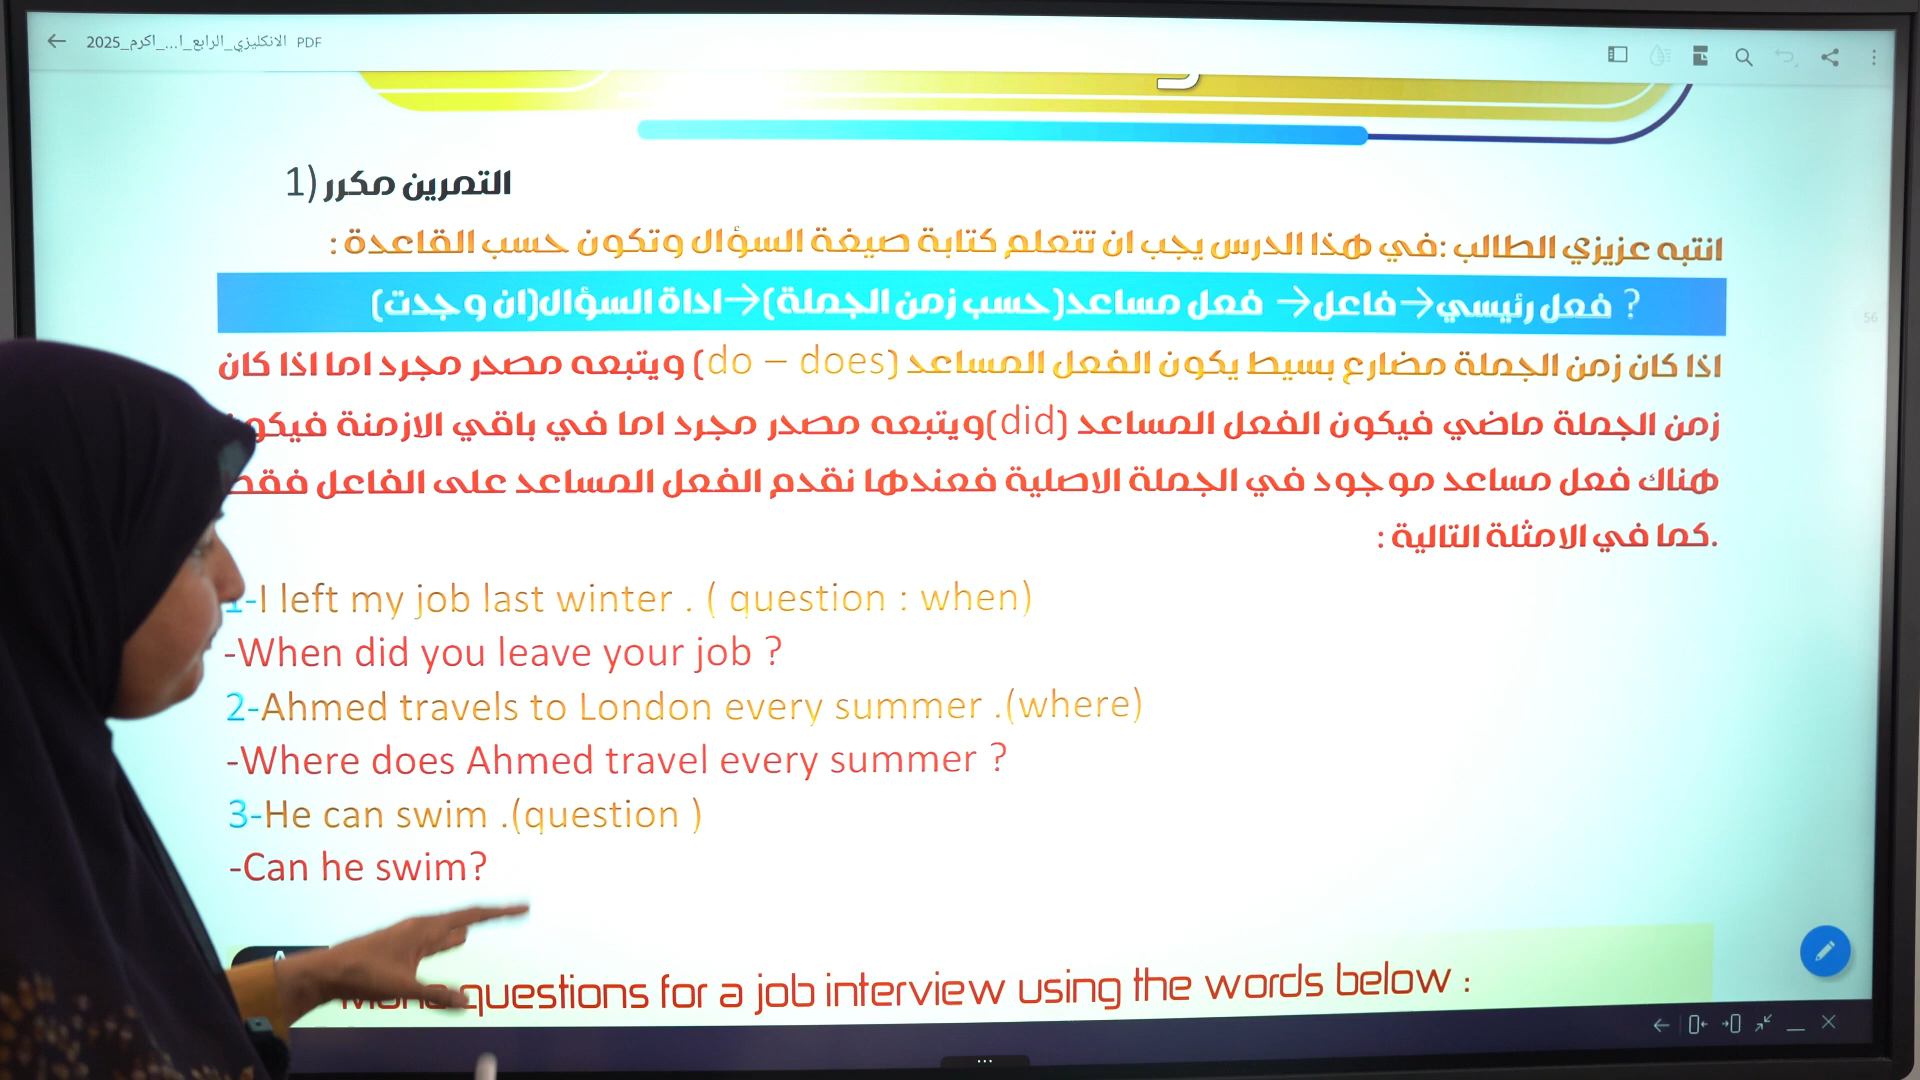 الانكليزي_الرابع_ا..._اكرم_2025 PDF
1) التمرين مكرر
انتبه عزيزي الطالب :في هذا الدرس يجب ان تتعلم كتابة صيغة السؤال وتكون حسب القاعدة :
? فعل رئيسي→فاعل→ فعل مساعد(حسب زمن الجملة)→اداة السؤال(ان وجدت)
اذا كان زمن الجملة مضارع بسيط يكون الفعل المساعد (do – does) ويتبعه مصدر مجرد اما اذا كان
زمن الجملة ماضي فيكون الفعل المساعد (did)ويتبعه مصدر مجرد اما في باقي الازمنة
هناك فعل مساعد موجود في الجملة الاصلية فعندها نقدم الفعل المساعد على الفاعل
.كما في الامثلة التالية :
56
1-I left my job last winter . ( question : when)
-When did you leave your job ?
2-Ahmed travels to London every summer .(where)
-Where does Ahmed travel every summer ?
3-He can swim .(question )
-Can he swim?
questions for a job interview using the words below :